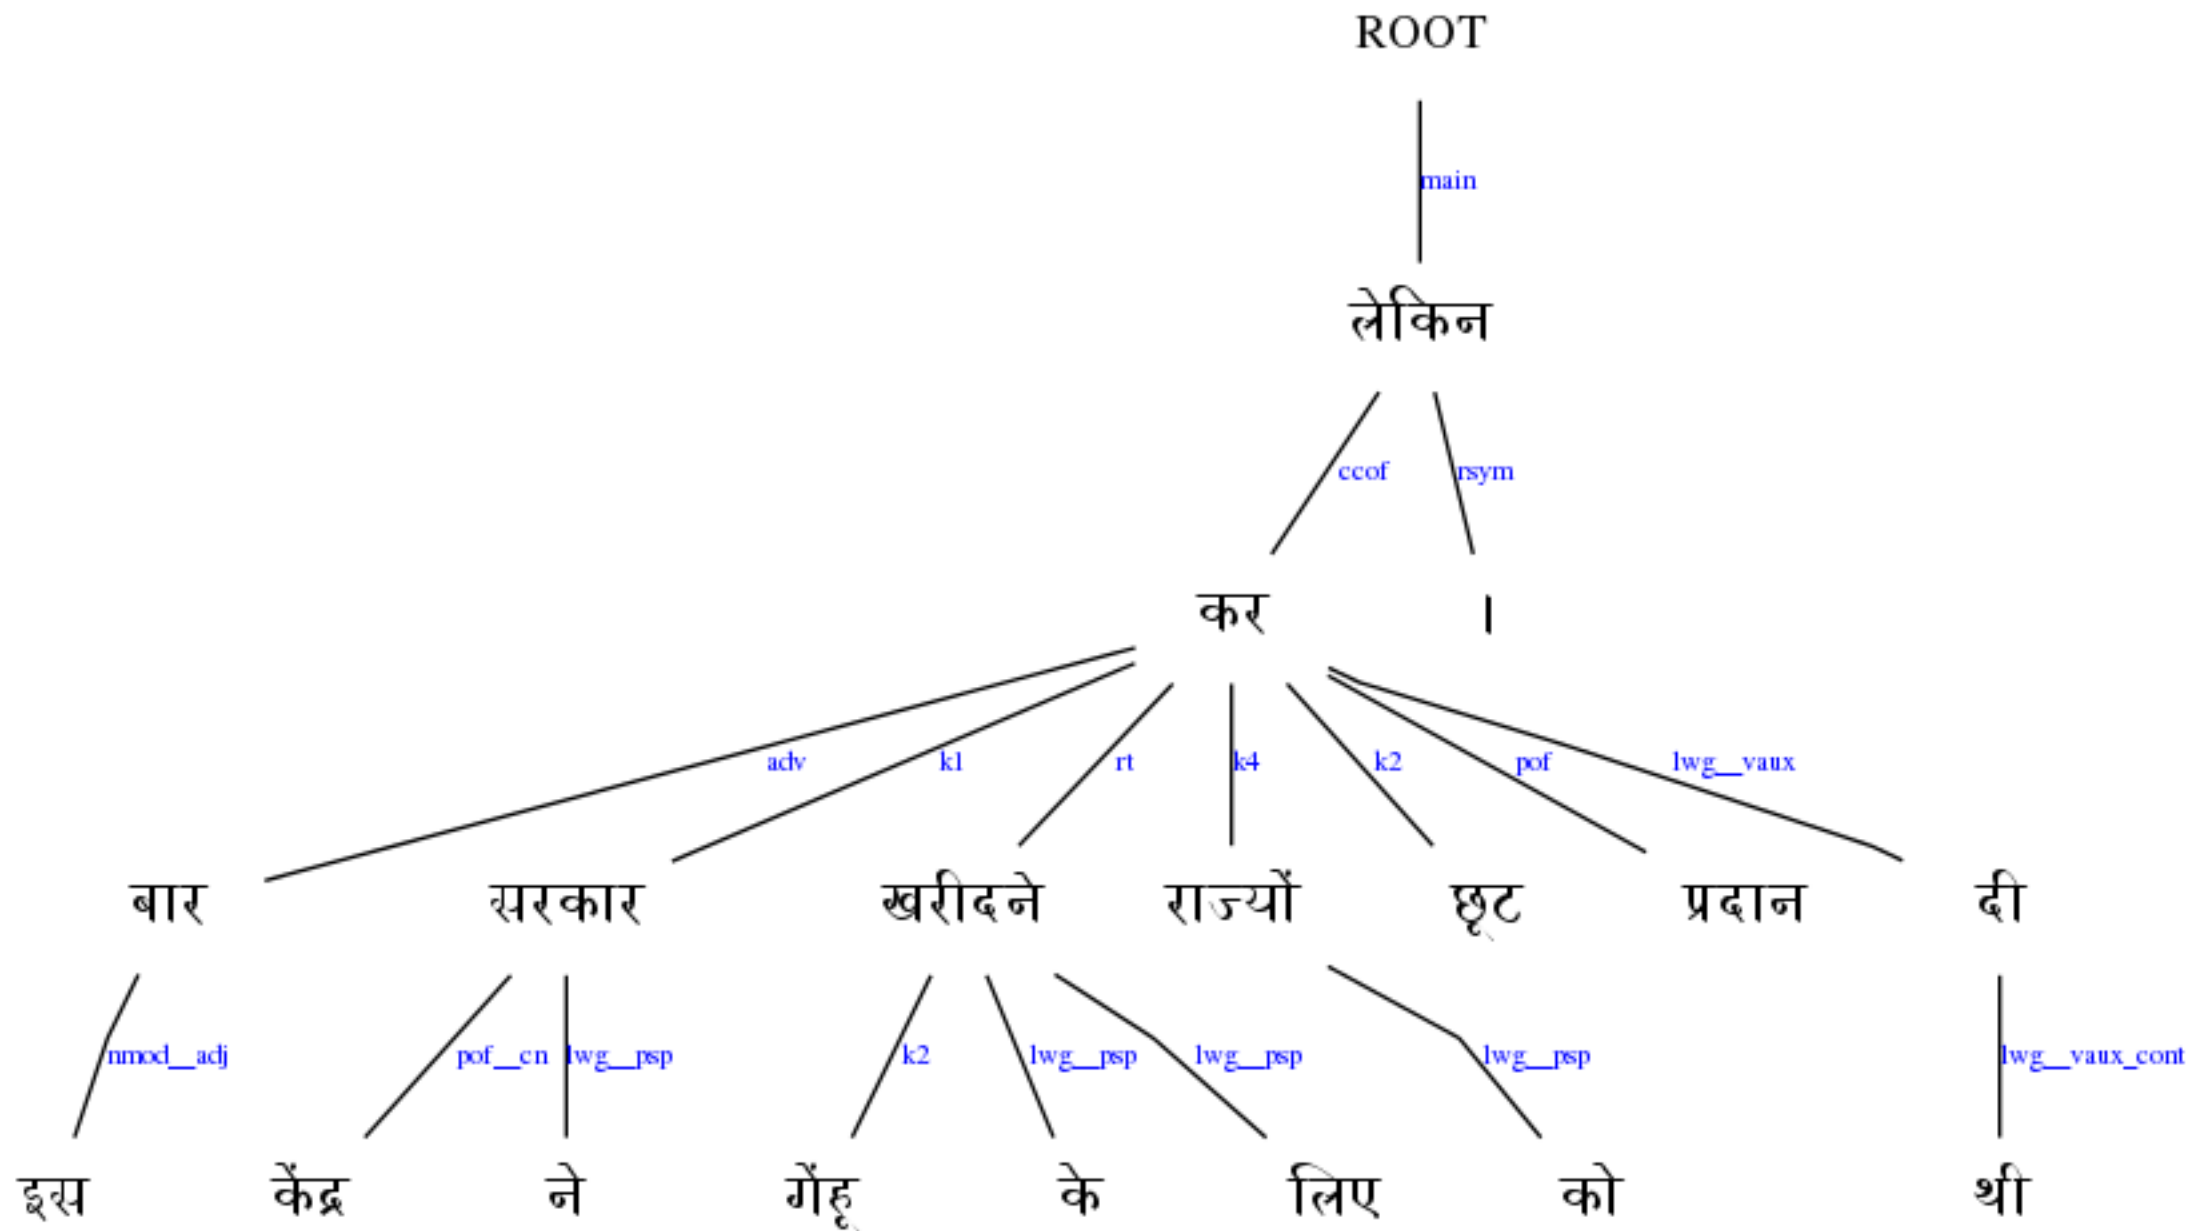 ROOT
main
लेकिन
ccof rsym
कर ।
adv k1 rt k4 k2 pof lwg__vaux
बार सरकार खरीदने राज्यों छूट प्रदान दी
nmod__adj pof__cn lwg__psp k2 lwg__psp lwg__psp lwg__psp lwg__vaux_cont
इस केंद्र ने गेंहू के लिए को थी